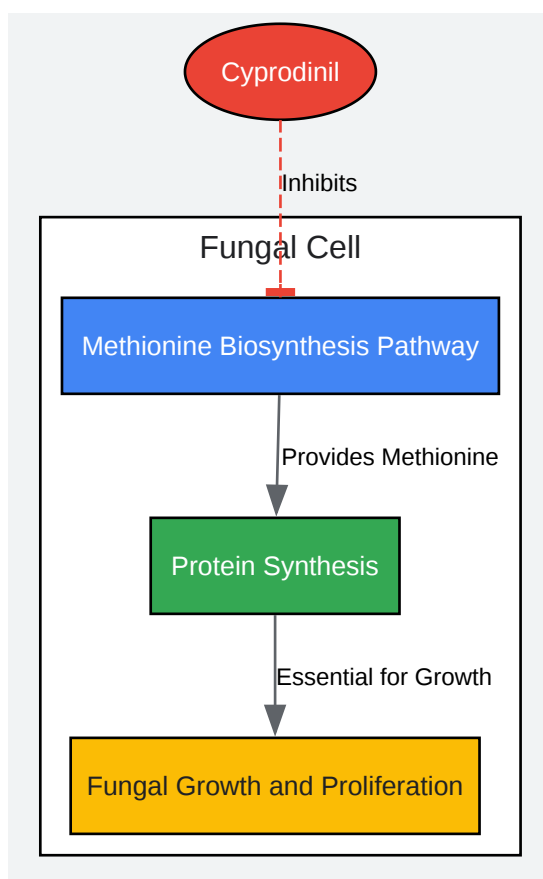 Cyprodinil
Inhibits
Fungal Cell
Methionine Biosynthesis Pathway
Provides Methionine
Protein Synthesis
Essential for Growth
Fungal Growth and Proliferation